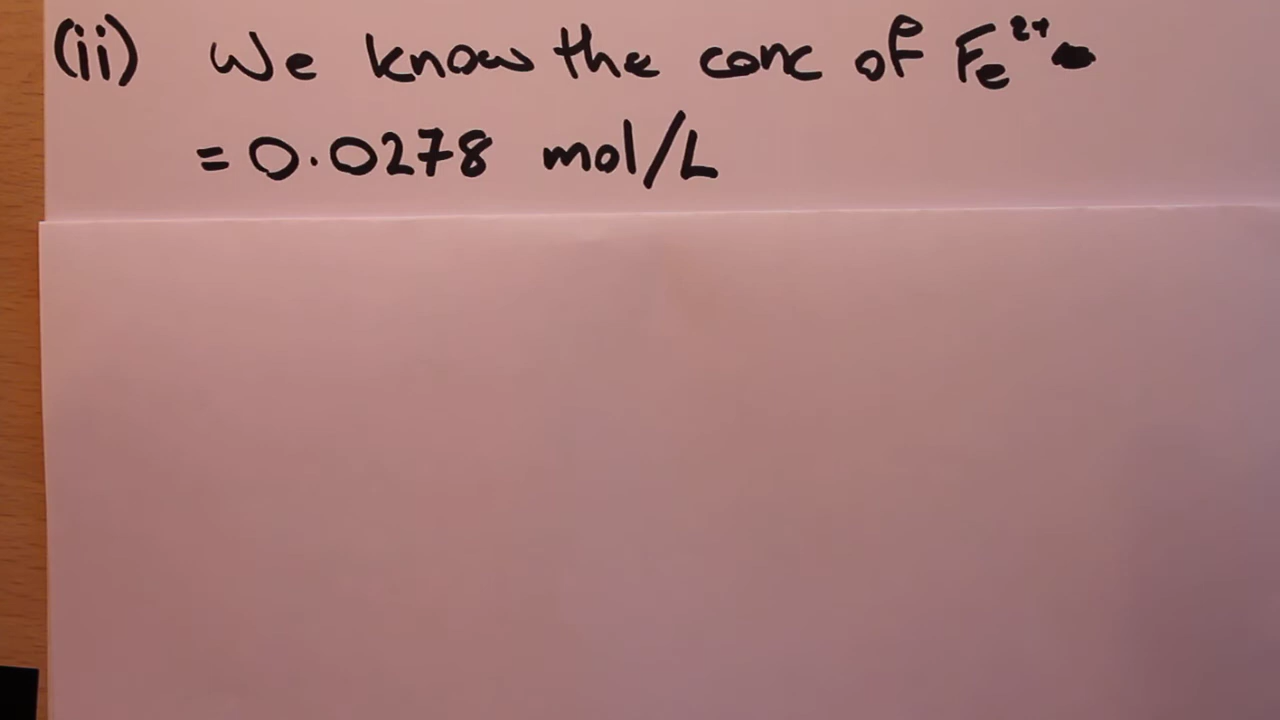 (ii) We know the conc of Fe²⁺
= 0.0278 mol/L